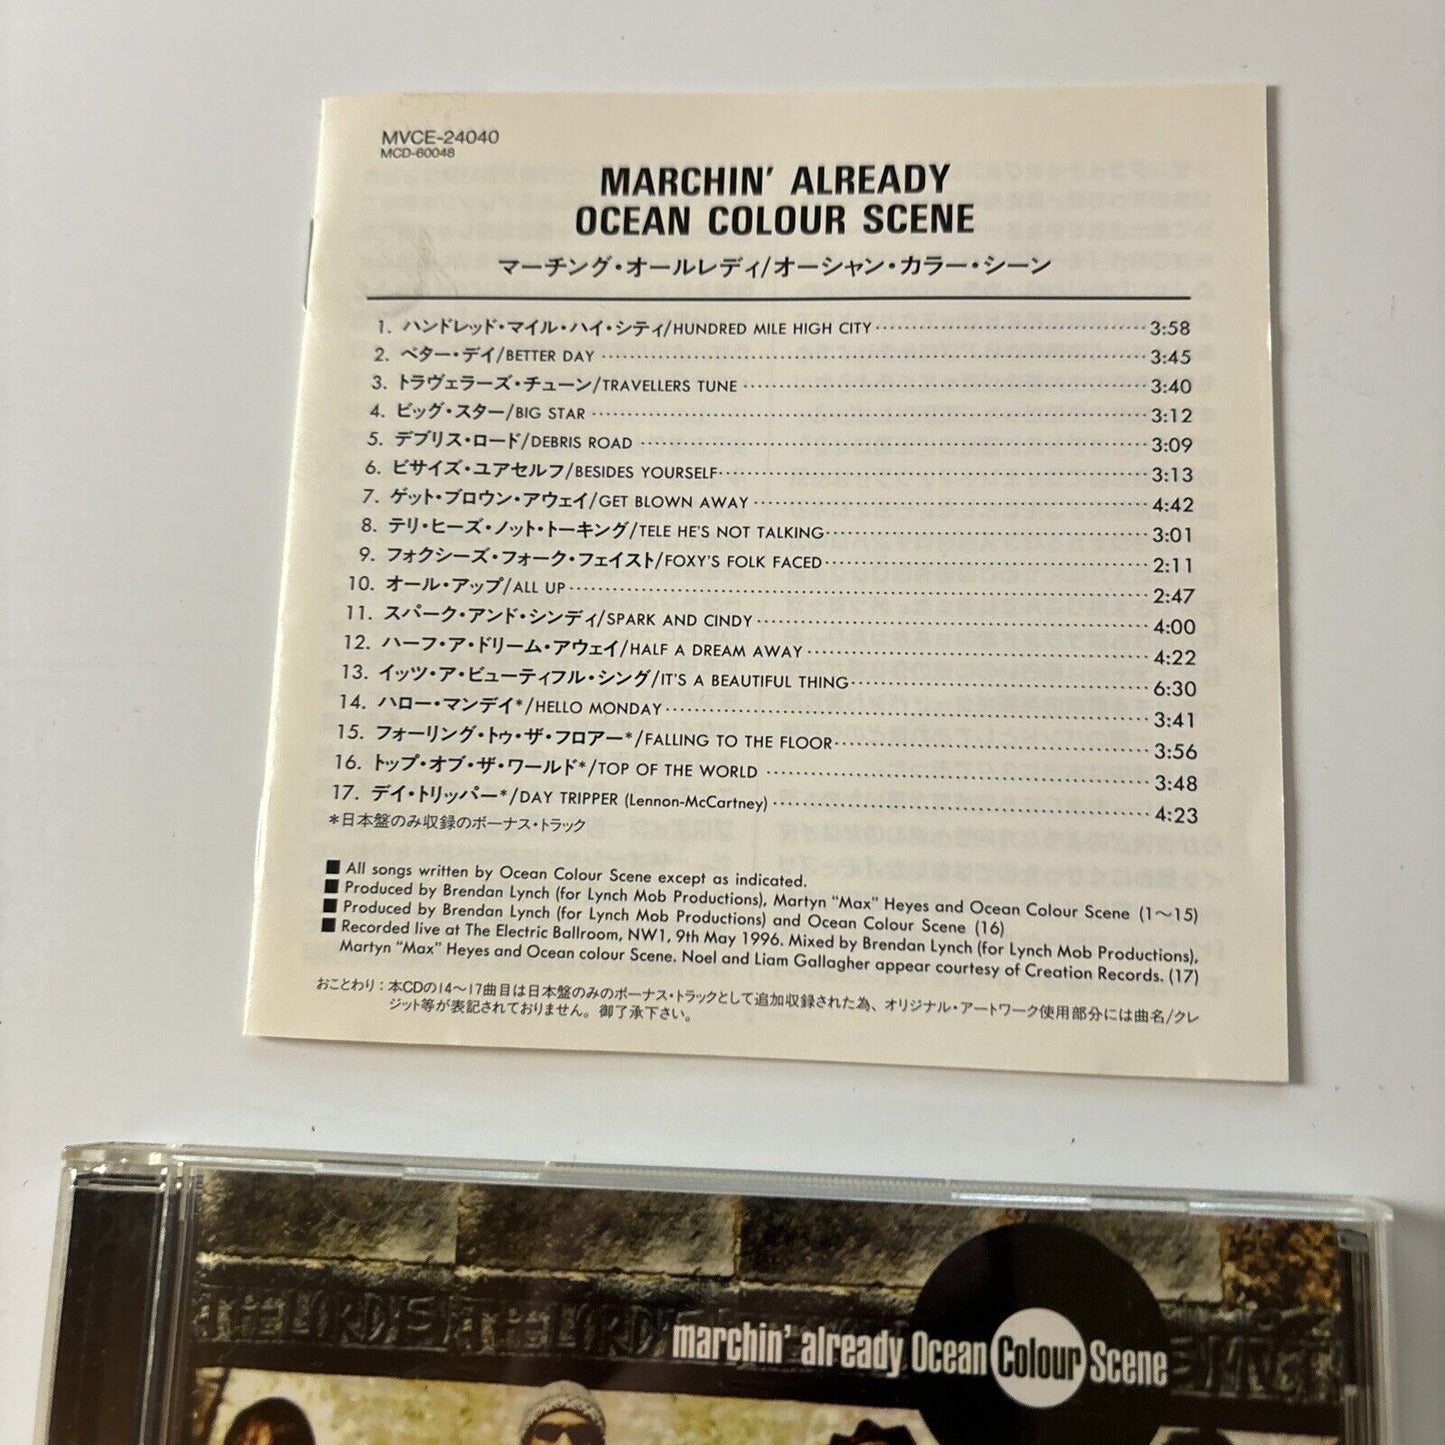 MVCE-24040
MCD-60048
MARCHIN' ALREADY
OCEAN COLOUR SCENE
マーチング・オールレディ/オーシャン・カラー・シーン
1. ハンドレッド・マイル・ハイ・シティ/HUNDRED MILE HIGH CITY 3:58
2. ベター・デイ/BETTER DAY 3:45
3. トラヴェラーズ・チューン/TRAVELLERS TUNE 3:40
4. ビッグ・スター/BIG STAR 3:12
5. デブリス・ロード/DEBRIS ROAD 3:09
6. ビサイズ・ユアセルフ/BESIDES YOURSELF 3:13
7. ゲット・ブロウン・アウェイ/GET BLOWN AWAY 4:42
8. テリ・ヒーズ・ノット・トーキング/TELE HE'S NOT TALKING 3:01
9. フォクシーズ・フォーク・フェイスト/FOXY'S FOLK FACED 2:11
10. オール・アップ/ALL UP 2:47
11. スパーク・アンド・シンディ/SPARK AND CINDY 4:00
12. ハーフ・ア・ドリーム・アウェイ/HALF A DREAM AWAY 4:22
13. イッツ・ア・ビューティフル・シング/IT'S A BEAUTIFUL THING 6:30
14. ハロー・マンデイ*/HELLO MONDAY 3:41
15. フォーリング・トゥ・ザ・フロアー*/FALLING TO THE FLOOR 3:56
16. トップ・オブ・ザ・ワールド*/TOP OF THE WORLD 3:48
17. デイ・トリッパー*/DAY TRIPPER (Lennon-McCartney) 4:23
*日本盤のみ収録のボーナス・トラック
■ All songs written by Ocean Colour Scene except as indicated.
■ Produced by Brendan Lynch (for Lynch Mob Productions), Martyn "Max" Heyes and Ocean Colour Scene (1〜15)
■ Produced by Brendan Lynch (for Lynch Mob Productions) and Ocean Colour Scene (16)
■ Recorded live at The Electric Ballroom, NW1, 9th May 1996. Mixed by Brendan Lynch (for Lynch Mob Productions),
Martyn "Max" Heyes and Ocean colour Scene. Noel and Liam Gallagher appear courtesy of Creation Records. (17)
おことわり：本CDの14〜17曲目は日本盤のみのボーナス・トラックとして追加収録された為、オリジナル・アートワーク使用部分には曲名/クレ
ジット等が表記されておりません。御了承下さい。
marchin' already Ocean Colour Scene